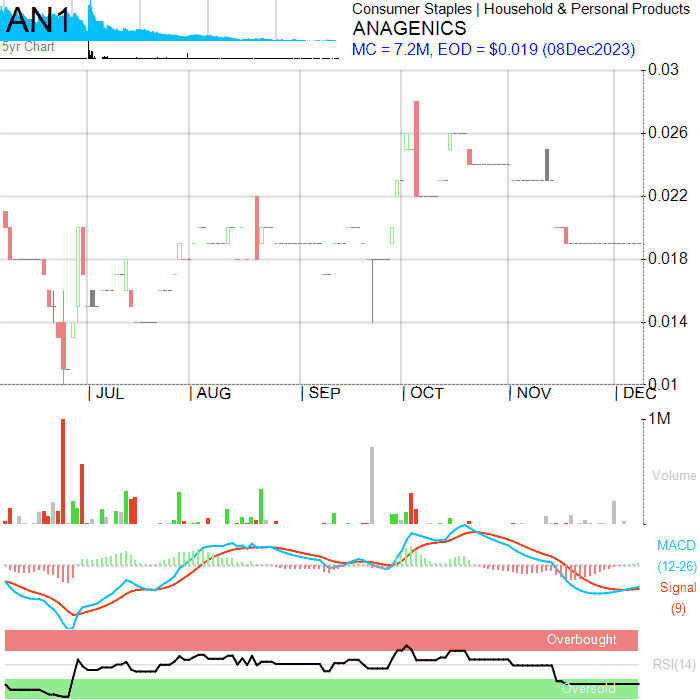 AN1
5yr Chart
Consumer Staples | Household & Personal Products
ANAGENICS
MC = 7.2M, EOD = $0.019 (08Dec2023)
0.03
0.026
0.022
0.018
0.014
0.01
JUL
AUG
SEP
OCT
NOV
DEC
1M
Volume
MACD
(12-26)
Signal
(9)
Overbought
RSI(14)
Oversold